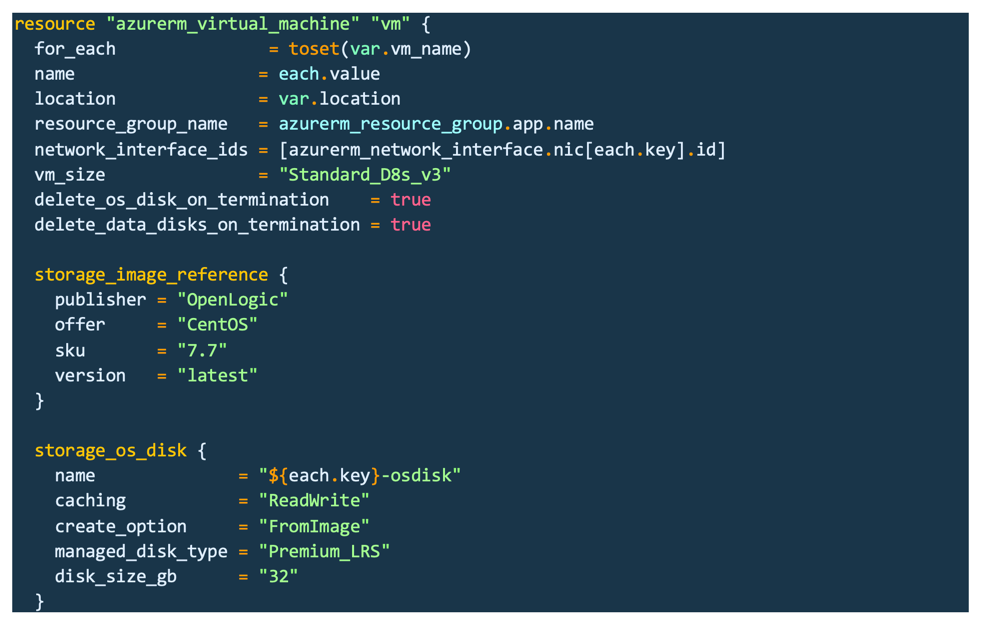 resource "azurerm_virtual_machine" "vm" {
  for_each               = toset(var.vm_name)
  name                  = each.value
  location              = var.location
  resource_group_name   = azurerm_resource_group.app.name
  network_interface_ids = [azurerm_network_interface.nic[each.key].id]
  vm_size               = "Standard_D8s_v3"
  delete_os_disk_on_termination    = true
  delete_data_disks_on_termination = true

  storage_image_reference {
    publisher = "OpenLogic"
    offer     = "CentOS"
    sku       = "7.7"
    version   = "latest"
  }

  storage_os_disk {
    name              = "${each.key}-osdisk"
    caching           = "ReadWrite"
    create_option     = "FromImage"
    managed_disk_type = "Premium_LRS"
    disk_size_gb      = "32"
  }